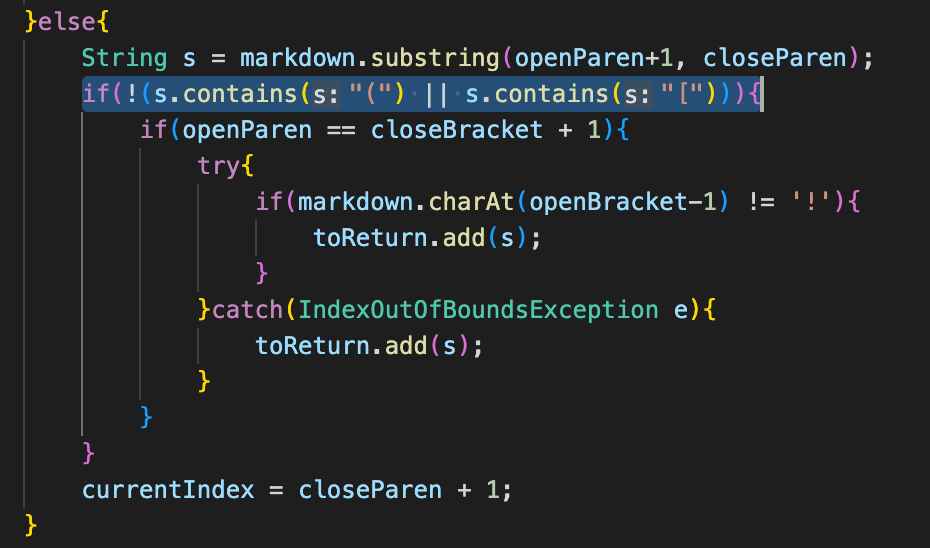 }else{
String s = markdown.substring(openParen+1, closeParen);
if(!(s.contains(s: "(") || s.contains(s: "["))){
if(openParen == closeBracket + 1){
try{
if(markdown.charAt(openBracket-1) != '!'){
toReturn.add(s);
}
}catch(IndexOutOfBoundsException e){
toReturn.add(s);
}
}
}
currentIndex = closeParen + 1;
}